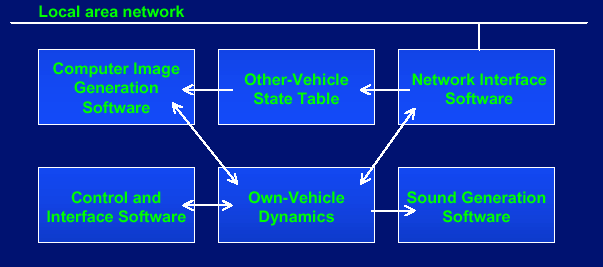 Local area network
Computer Image
Generation
Software
Other-Vehicle
State Table
Network Interface
Software
Control and
Interface Software
Own-Vehicle
Dynamics
Sound Generation
Software